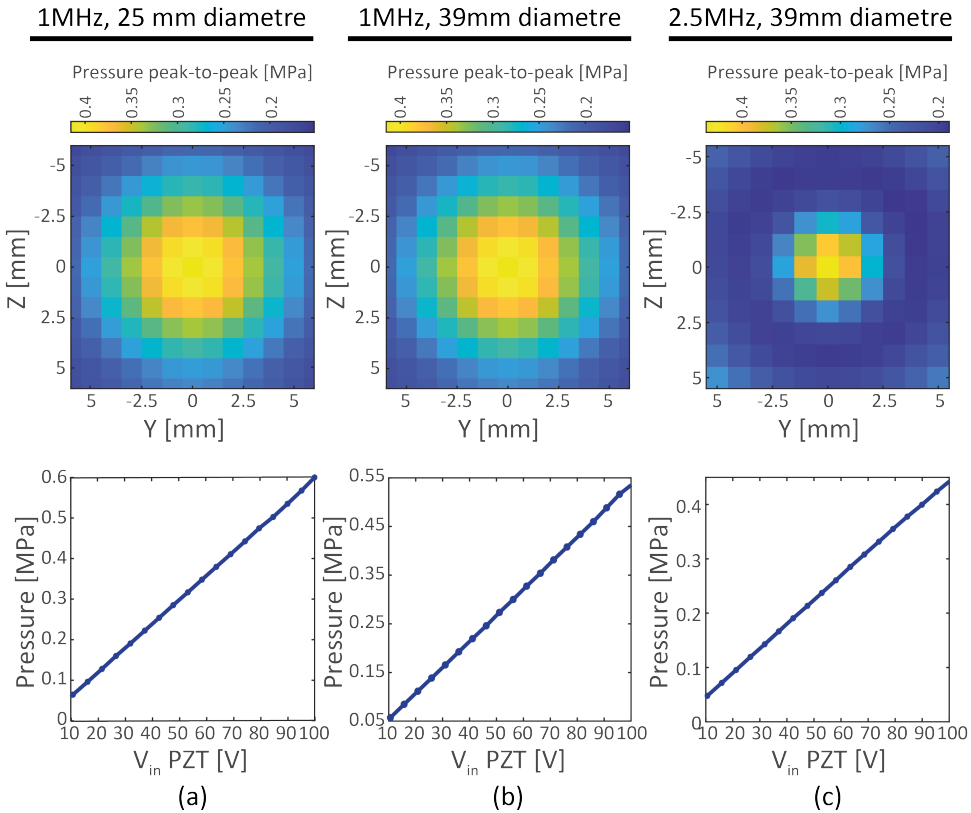 1MHz, 25 mm diametre
1MHz, 39mm diametre
2.5MHz, 39mm diametre
Pressure peak-to-peak [MPa]
Pressure peak-to-peak [MPa]
Pressure peak-to-peak [MPa]
0.4 0.35 0.3 0.25 0.2
0.4 0.35 0.3 0.25 0.2
0.4 0.35 0.3 0.25 0.2
Z [mm]
-5
-2.5
0
2.5
5
5 -2.5 0 2.5 5
Y [mm]
Z [mm]
-5
-2.5
0
2.5
5
5 -2.5 0 2.5 5
Y [mm]
Z [mm]
-5
-2.5
0
2.5
5
5 -2.5 0 2.5 5
Y [mm]
Pressure [MPa]
0.6
0.5
0.4
0.3
0.2
0.1
0
10 20 30 40 50 60 70 80 90 100
Vin PZT [V]
(a)
Pressure [MPa]
0.55
0.45
0.35
0.25
0.15
0.05
10 20 30 40 50 60 70 80 90 100
Vin PZT [V]
(b)
Pressure [MPa]
0.4
0.3
0.2
0.1
0
10 20 30 40 50 60 70 80 90 100
Vin PZT [V]
(c)